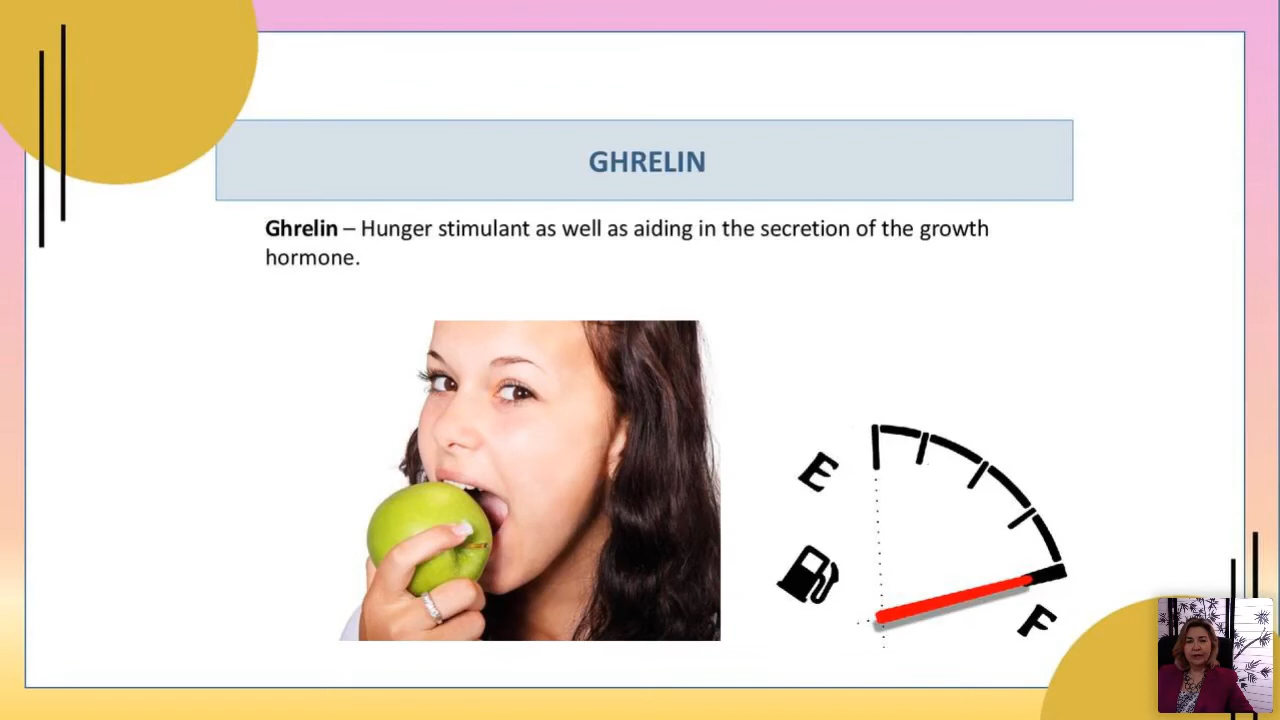 GHRELIN
Ghrelin – Hunger stimulant as well as aiding in the secretion of the growth
hormone.
E
F